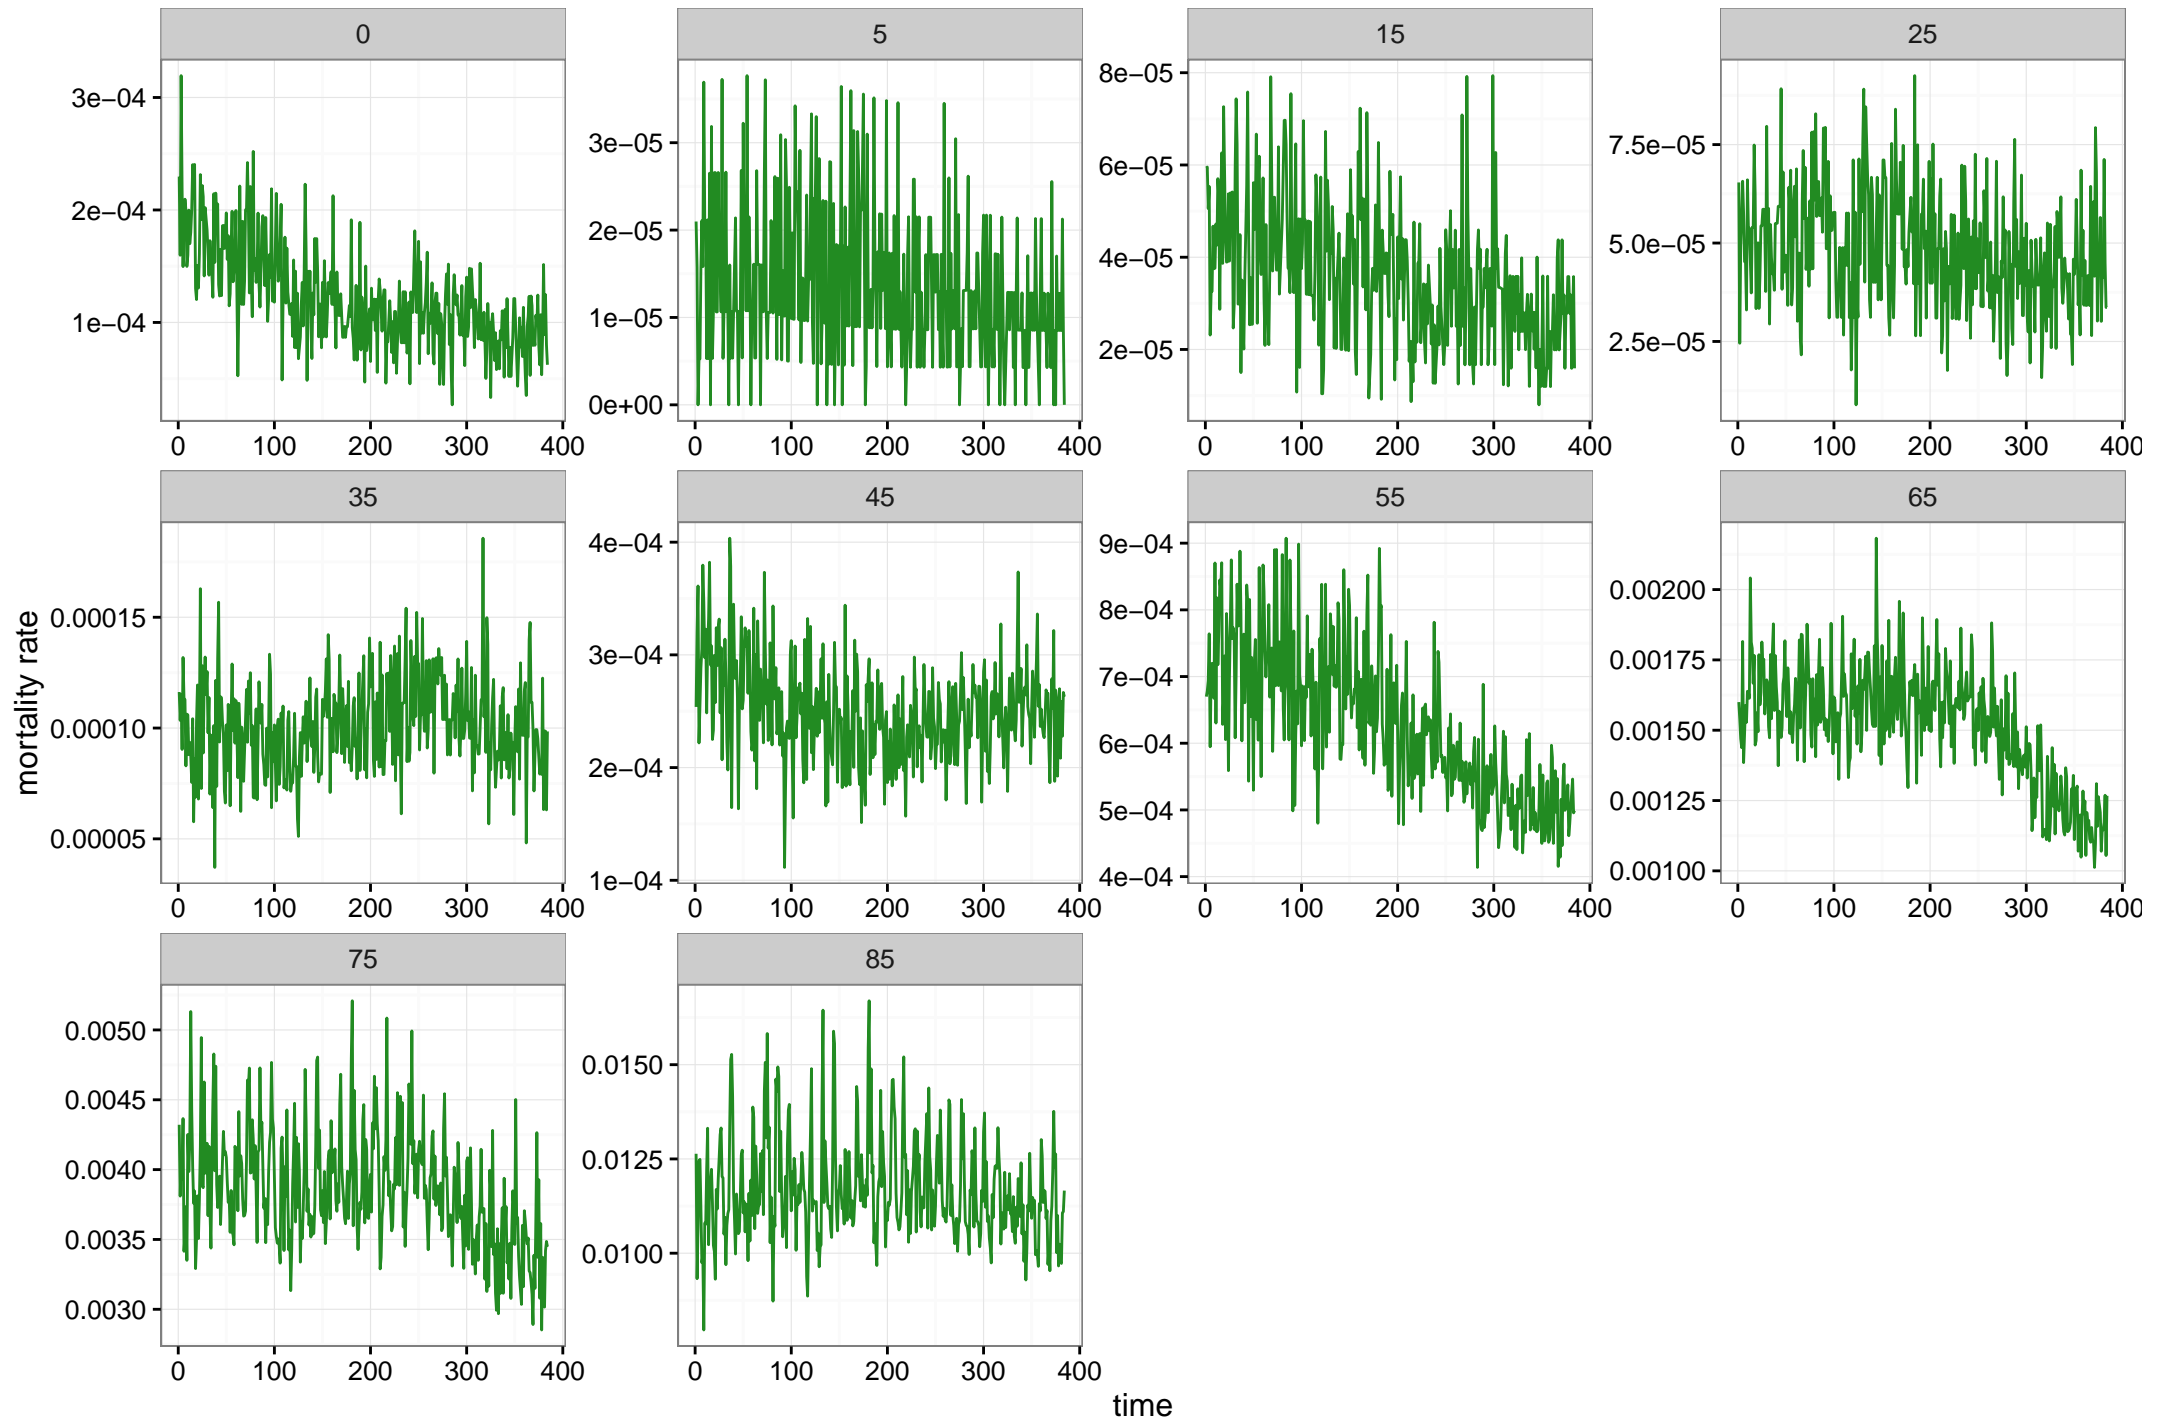 0 5 15 25
3e−04
2e−04
1e−04
3e−05
2e−05
1e−05
0e+00
8e−05
6e−05
4e−05
2e−05
7.5e−05
5.0e−05
2.5e−05
0 100 200 300 400 0 100 200 300 400 0 100 200 300 400 0 100 200 300 400
35 45 55 65
mortality rate
0.00015
0.00010
0.00005
4e−04
3e−04
2e−04
1e−04
9e−04
8e−04
7e−04
6e−04
5e−04
4e−04
0.00200
0.00175
0.00150
0.00125
0.00100
0 100 200 300 400 0 100 200 300 400 0 100 200 300 400 0 100 200 300 400
75 85
0.0050
0.0045
0.0040
0.0035
0.0030
0.0150
0.0125
0.0100
0 100 200 300 400 0 100 200 300 400
time